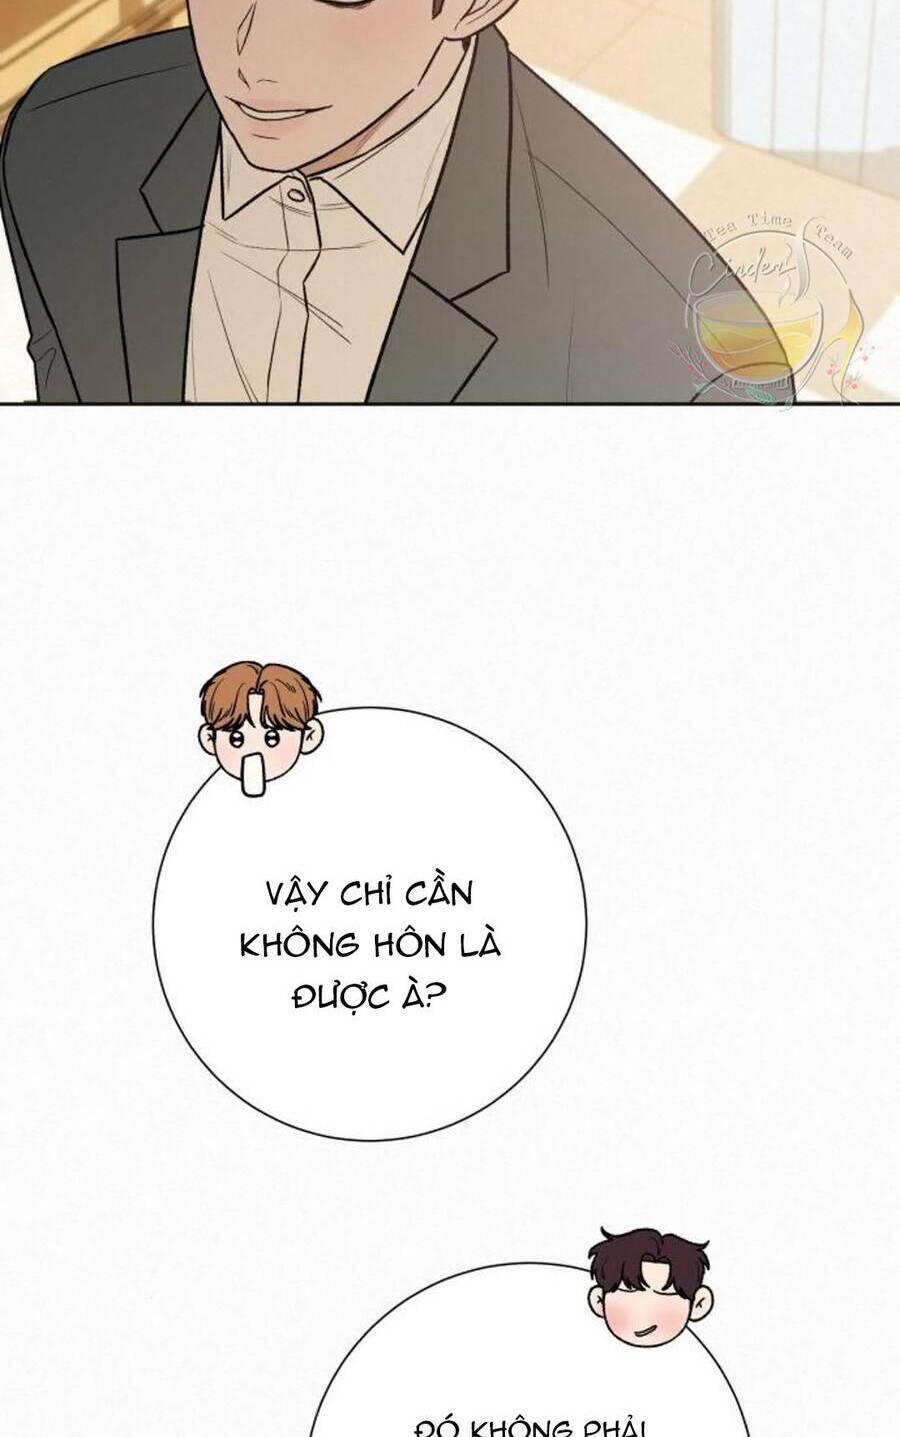 Tea Time Team
Cinder
VẬY CHỈ CẦN
KHÔNG HÔN LÀ
ĐƯỢC À?
ĐÓ KHÔNG PHẢI